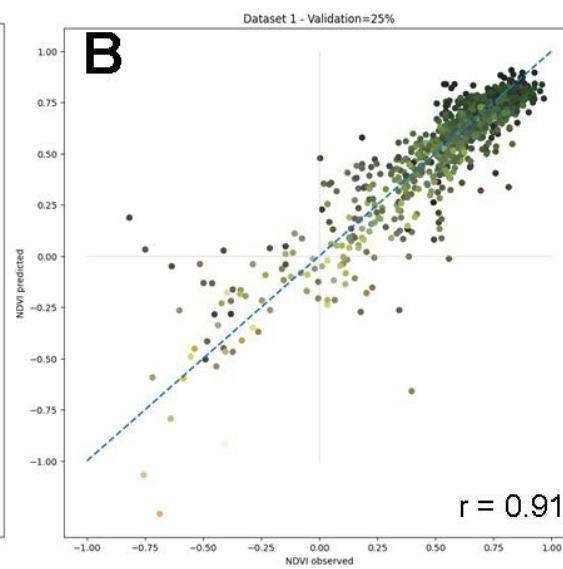 Dataset 1 - Validation=25%
B
1.00
0.75
0.50
0.25
0.00
−0.25
−0.50
−0.75
−1.00
NDVI predicted
r = 0.91
−1.00 −0.75 −0.50 −0.25 0.00 0.25 0.50 0.75 1.00
NDVI observed